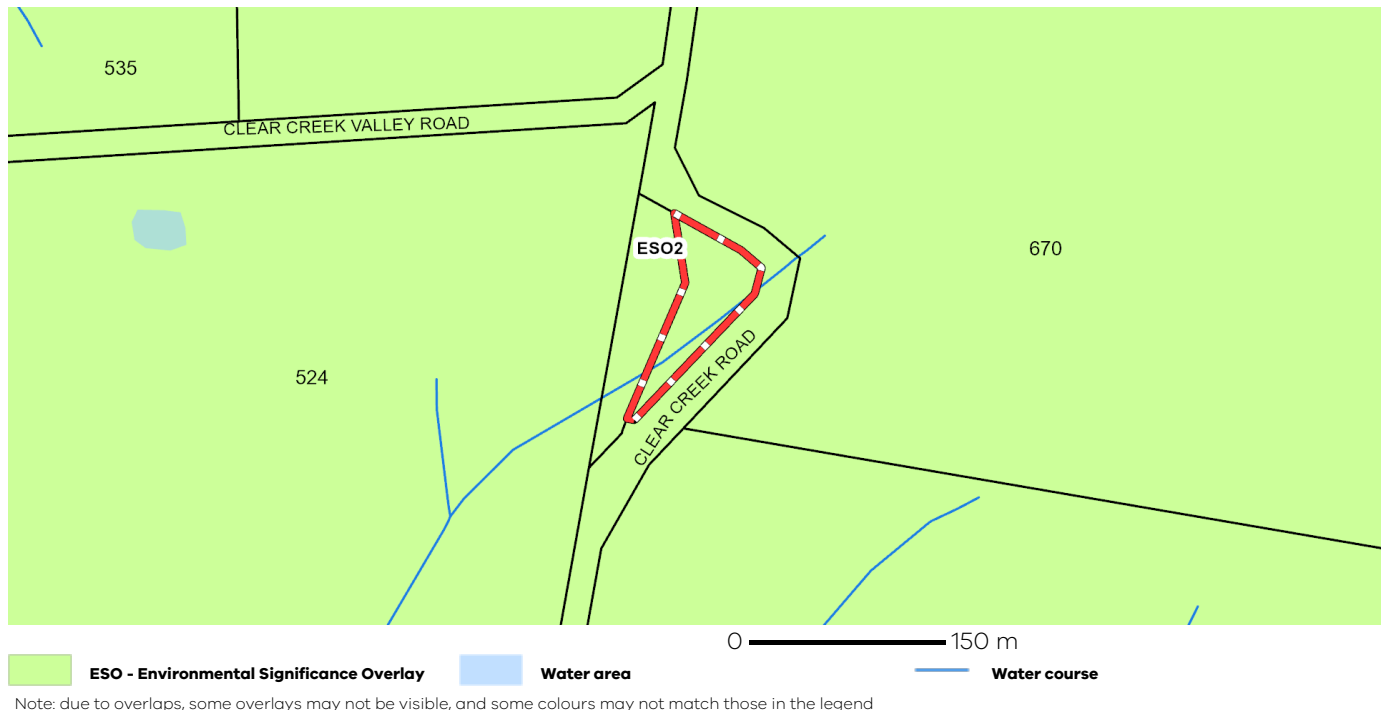 535
CLEAR CREEK VALLEY ROAD
ESO2
670
524
CLEAR CREEK ROAD
0 150 m
ESO - Environmental Significance Overlay Water area Water course
Note: due to overlaps, some overlays may not be visible, and some colours may not match those in the legend